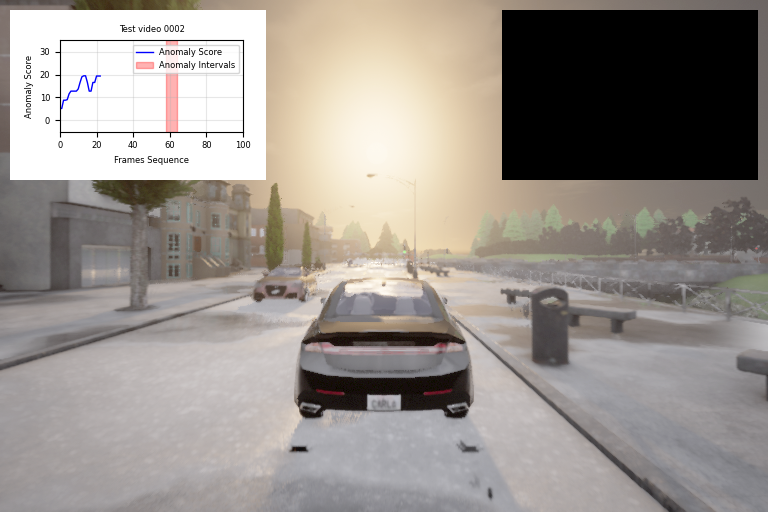 Test video 0002
Anomaly Score
Anomaly Intervals
Anomaly Score
30
20
10
0
0 20 40 60 80 100
Frames Sequence
CARLA